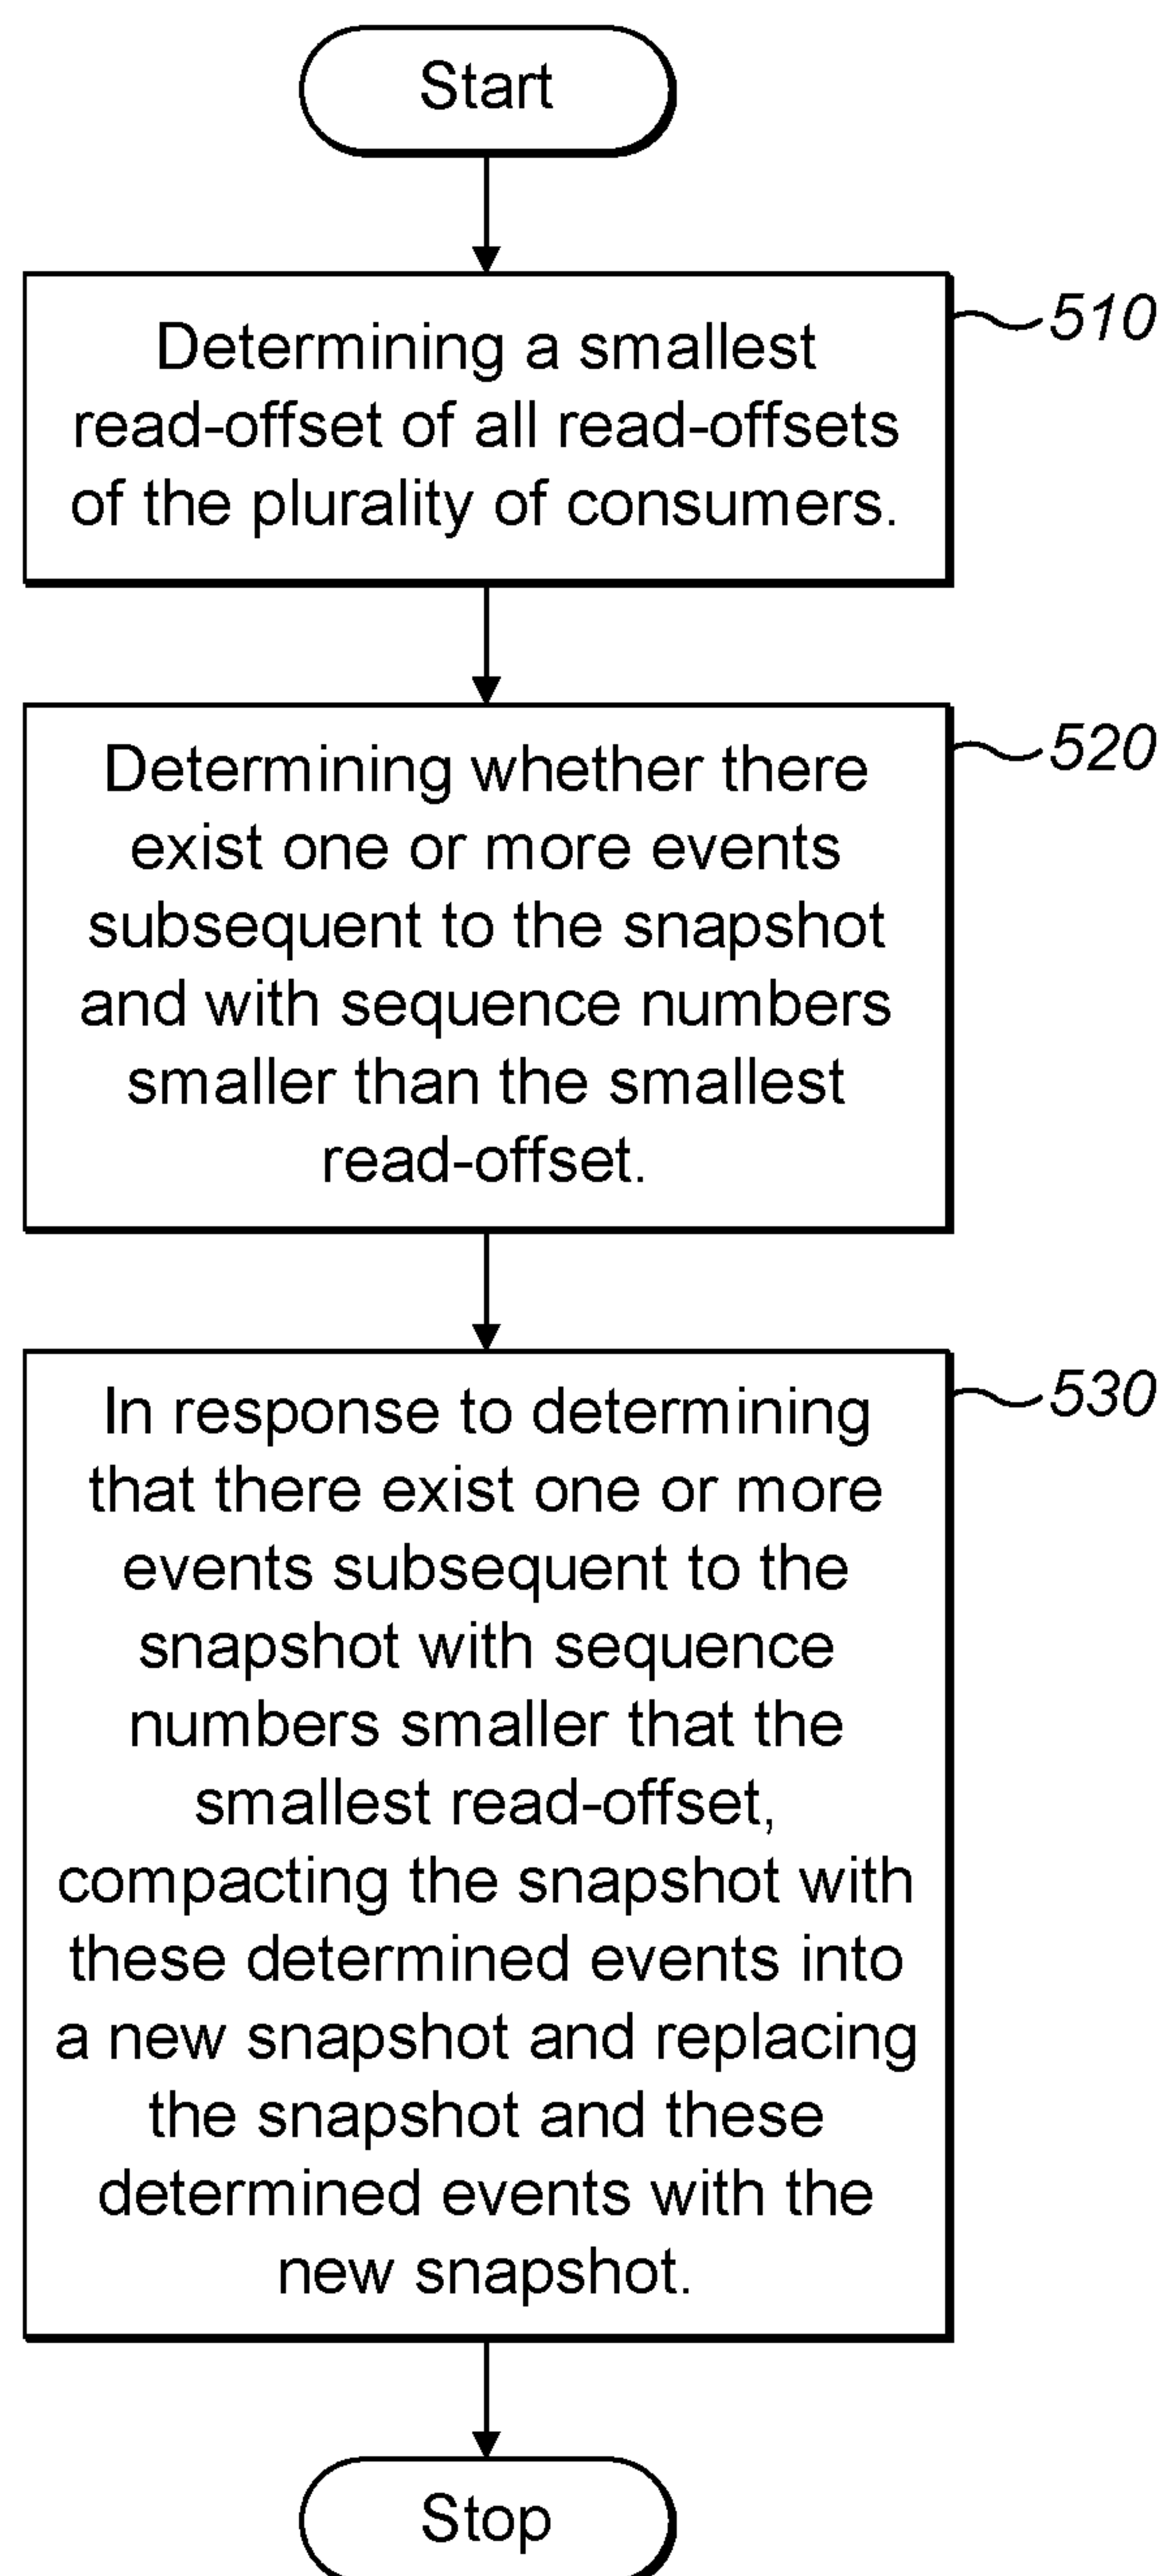 Start
Determining a smallest
read-offset of all read-offsets
of the plurality of consumers.
510
Determining whether there
exist one or more events
subsequent to the snapshot
and with sequence numbers
smaller than the smallest
read-offset.
520
In response to determining
that there exist one or more
events subsequent to the
snapshot with sequence
numbers smaller that the
smallest read-offset,
compacting the snapshot with
these determined events into
a new snapshot and replacing
the snapshot and these
determined events with the
new snapshot.
530
Stop